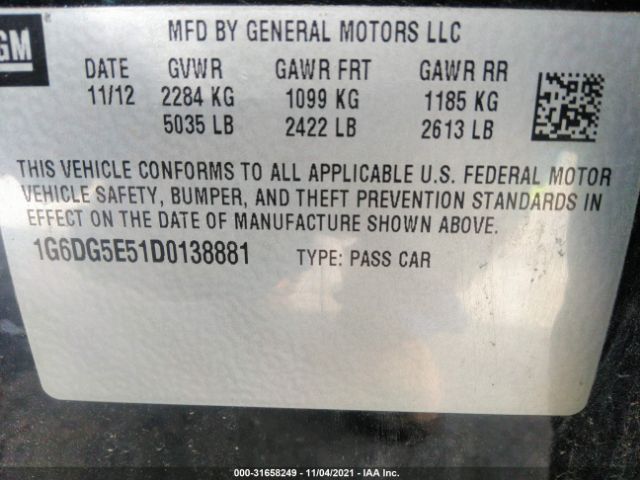 GM
MFD BY GENERAL MOTORS LLC
DATE GVWR GAWR FRT GAWR RR
11/12 2284 KG 1099 KG 1185 KG
5035 LB 2422 LB 2613 LB
THIS VEHICLE CONFORMS TO ALL APPLICABLE U.S. FEDERAL MOTOR
VEHICLE SAFETY, BUMPER, AND THEFT PREVENTION STANDARDS IN
EFFECT ON THE DATE OF MANUFACTURE SHOWN ABOVE.
1G6DG5E51D0138881 TYPE: PASS CAR
000-31658249 - 11/04/2021 - IAA Inc.